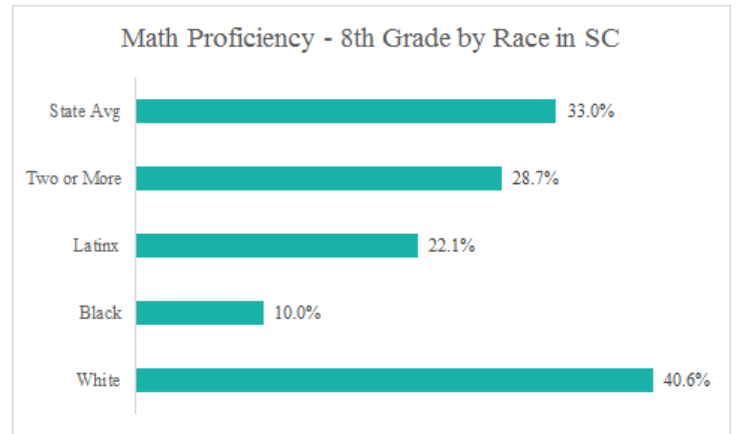 Math Proficiency - 8th Grade by Race in SC
State Avg 33.0%
Two or More 28.7%
Latinx 22.1%
Black 10.0%
White 40.6%